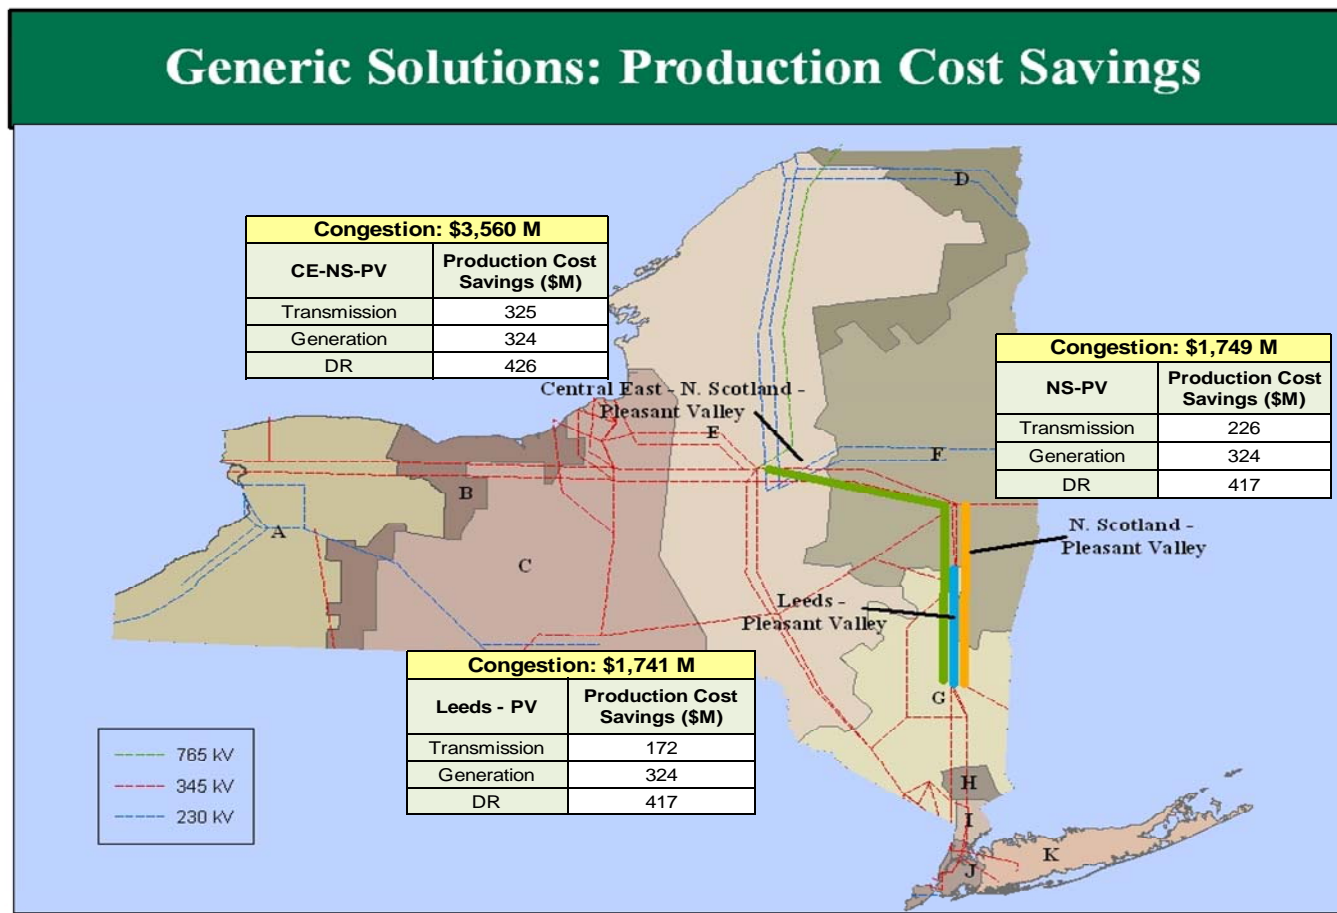 Generic Solutions: Production Cost Savings
D
Congestion: $3,560 M
CE-NS-PV
Production Cost
Savings ($M)
Transmission 325
Generation 324
DR 426
Congestion: $1,749 M
NS-PV
Production Cost
Savings ($M)
Transmission 226
Generation 324
DR 417
Central East - N. Scotland -
Pleasant Valley
E
F
B
A
C
N. Scotland -
Pleasant Valley
Leeds -
Pleasant Valley
Congestion: $1,741 M
Leeds - PV
Production Cost
Savings ($M)
Transmission 172
Generation 324
DR 417
G
765 kV
345 kV
230 kV
H
I
K
J